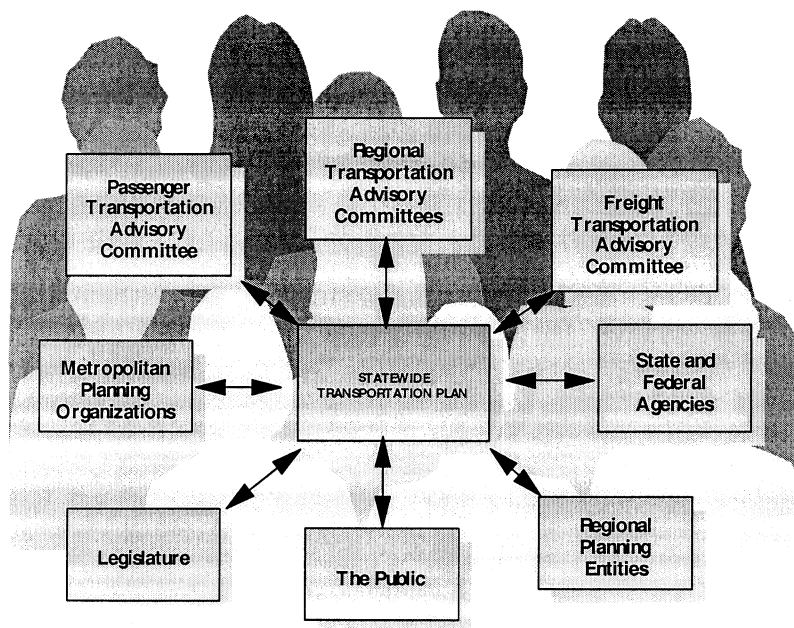 Regional
Transportation
Advisory
Committees
Passenger
Transportation
Advisory
Committee
Freight
Transportation
Advisory
Committee
Metropolitan
Planning
Organizations
STATEWIDE
TRANSPORTATION PLAN
State and
Federal
Agencies
Legislature
The Public
Regional
Planning
Entities